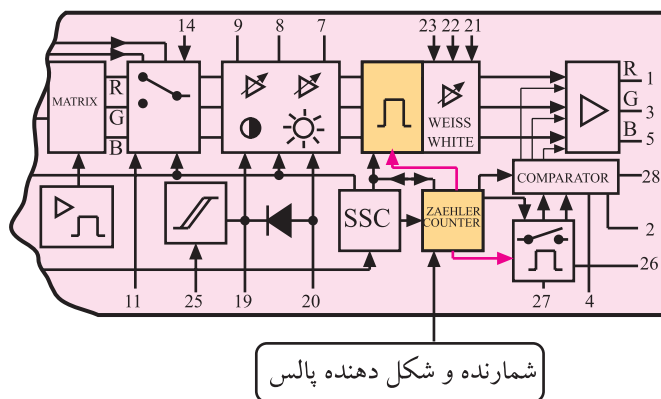 14 9 8 7 23 22 21
MATRIX
R
G
B
WEISS
WHITE
R
1
G
3
B
5
SSC
ZAEHLER
COUNTER
COMPARATOR
28
2
26
11 25 19 20 27 4
شمارنده و شکل دهنده پالس